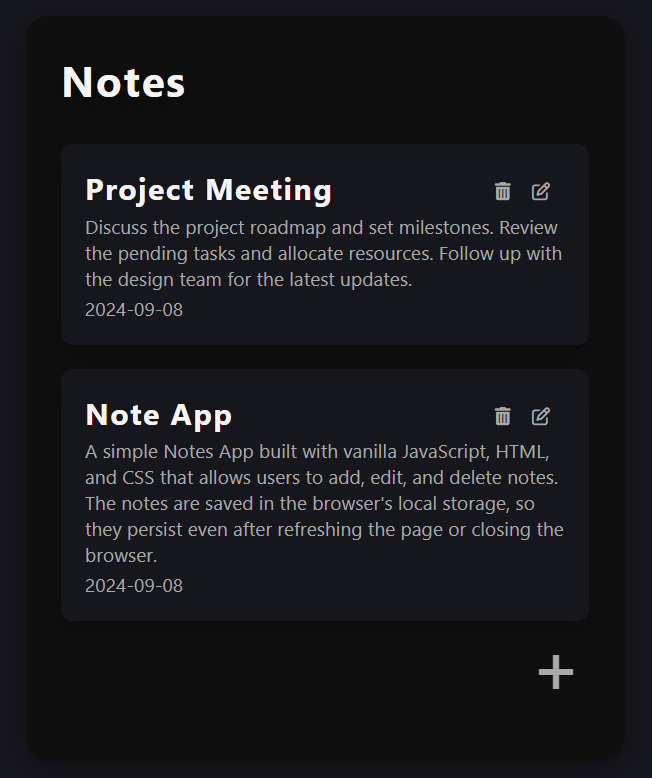 Notes
Project Meeting
Discuss the project roadmap and set milestones. Review
the pending tasks and allocate resources. Follow up with
the design team for the latest updates.
2024-09-08
Note App
A simple Notes App built with vanilla JavaScript, HTML,
and CSS that allows users to add, edit, and delete notes.
The notes are saved in the browser's local storage, so
they persist even after refreshing the page or closing the
browser.
2024-09-08